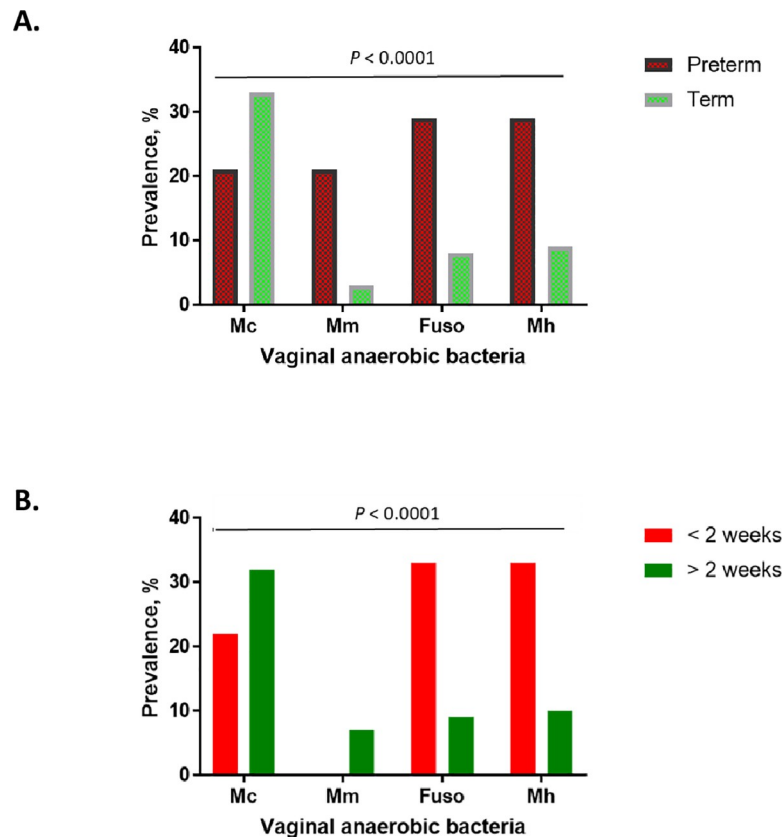 A.
P < 0.0001
Preterm
Term
Prevalence, %
40
30
20
10
0
Mc Mm Fuso Mh
Vaginal anaerobic bacteria
B.
P < 0.0001
< 2 weeks
> 2 weeks
Prevalence, %
40
30
20
10
0
Mc Mm Fuso Mh
Vaginal anaerobic bacteria